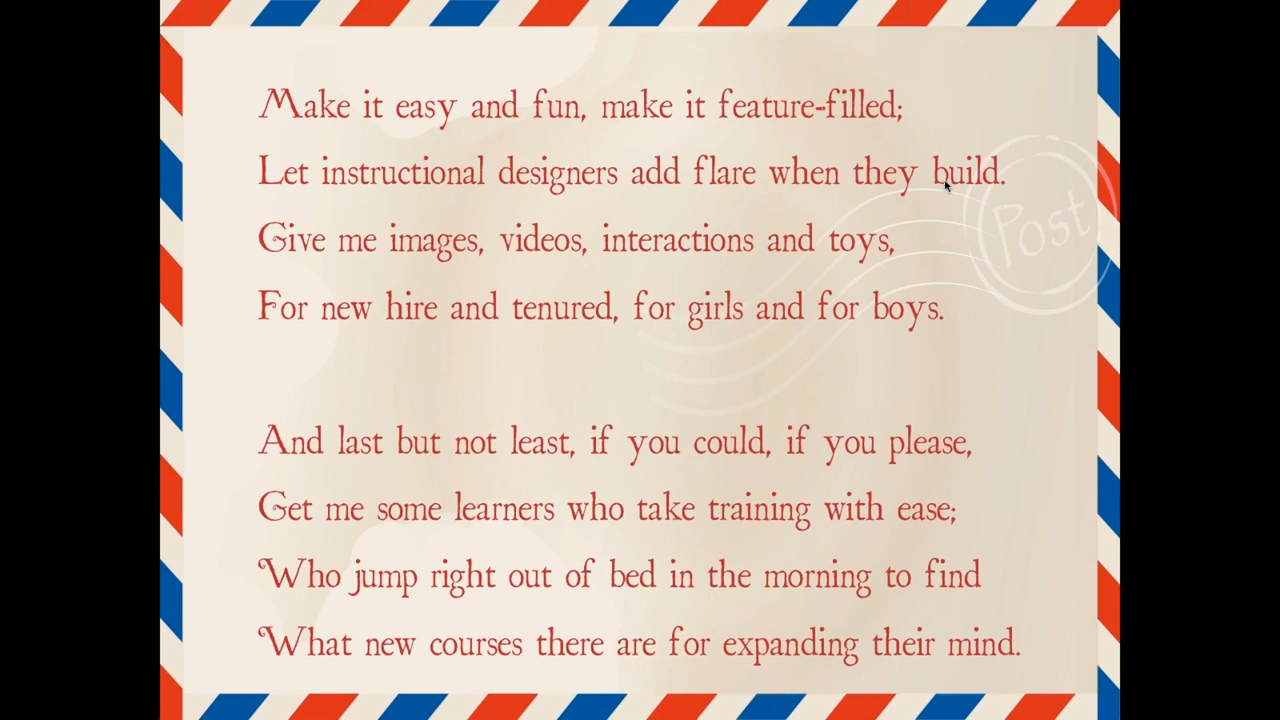 Make it easy and fun, make it feature-filled;
Let instructional designers add flare when they build.
Give me images, videos, interactions and toys,
For new hire and tenured, for girls and for boys.
And last but not least, if you could, if you please,
Get me some learners who take training with ease;
Who jump right out of bed in the morning to find
What new courses there are for expanding their mind.
Post